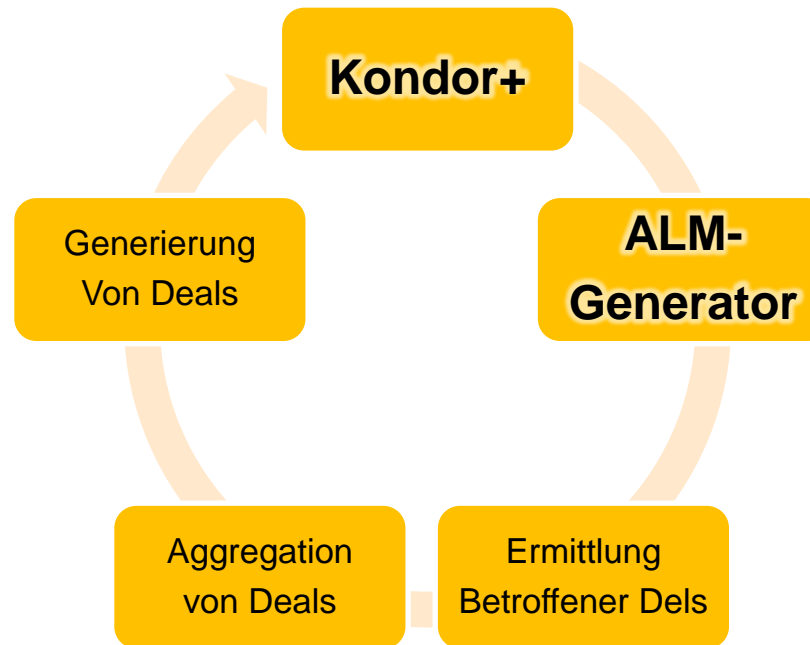 Kondor+
ALM-
Generator
Ermittlung
Betroffener Dels
Aggregation
von Deals
Generierung
Von Deals